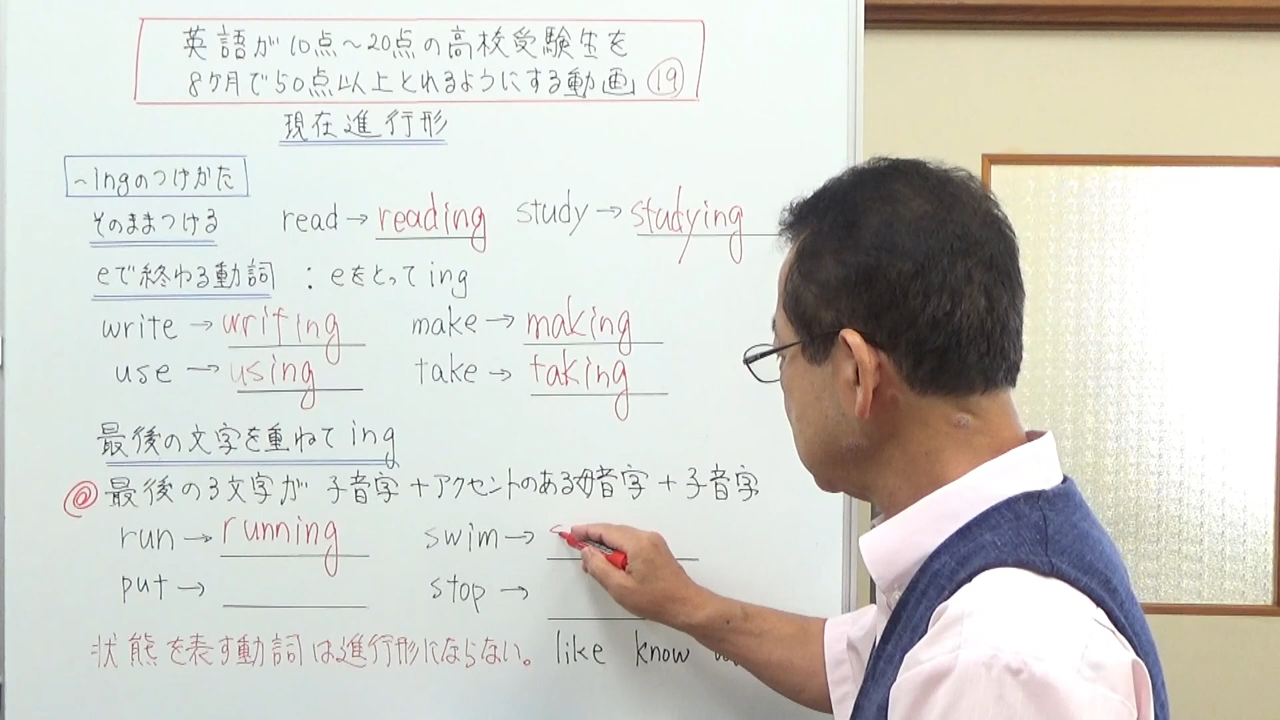 英語が10点～20点の高校受験生を
8ヶ月で50点以上とれるようにする動画 ⑲
現在進行形
～ingのつけかた
そのままつける read → reading study → studying
eで終わる動詞 : eをとって ing
write → writing make → making
use → using take → taking
最後の文字を重ねて ing
@ 最後の3文字が 子音字 + アクセントのある母音字 + 子音字
run → running swim → s
put → stop →
状態を表す動詞は進行形にならない。 like know